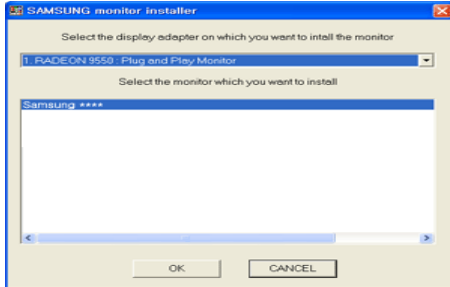 SAMSUNG monitor installer
Select the display adapter on which you want to intall the monitor
1. RADEON 9550 : Plug and Play Monitor
Select the monitor which you want to install
Samsung ****
OK
CANCEL